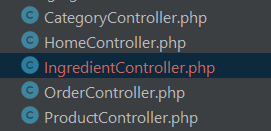 CategoryController.php
HomeController.php
IngredientController.php
OrderController.php
ProductController.php